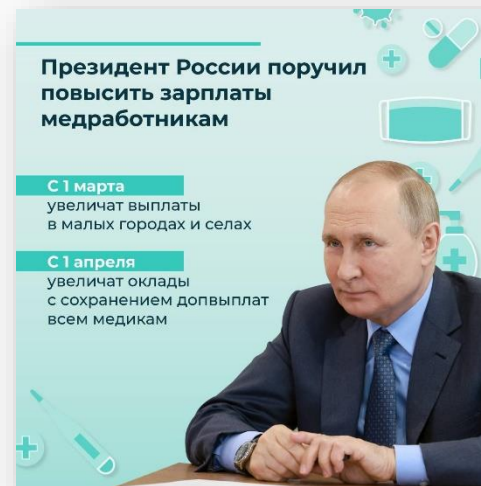 Президент России поручил
повысить зарплаты
медработникам
С 1 марта
увеличат выплаты
в малых городах и селах
С 1 апреля
увеличат оклады
с сохранением допвыплат
всем медикам